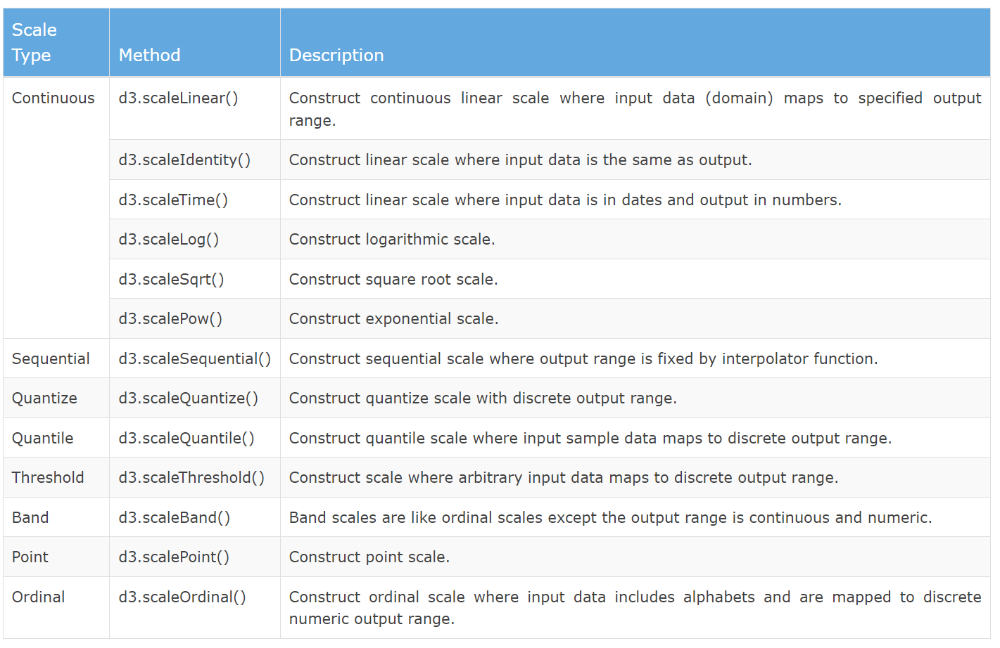 Scale
Type
Method
Description
Continuous
d3.scaleLinear()
Construct continuous linear scale where input data (domain) maps to specified output
range.
d3.scaleIdentity()
Construct linear scale where input data is the same as output.
d3.scaleTime()
Construct linear scale where input data is in dates and output in numbers.
d3.scaleLog()
Construct logarithmic scale.
d3.scaleSqrt()
Construct square root scale.
d3.scalePow()
Construct exponential scale.
Sequential
d3.scaleSequential()
Construct sequential scale where output range is fixed by interpolator function.
Quantize
d3.scaleQuantize()
Construct quantize scale with discrete output range.
Quantile
d3.scaleQuantile()
Construct quantile scale where input sample data maps to discrete output range.
Threshold
d3.scaleThreshold()
Construct scale where arbitrary input data maps to discrete output range.
Band
d3.scaleBand()
Band scales are like ordinal scales except the output range is continuous and numeric.
Point
d3.scalePoint()
Construct point scale.
Ordinal
d3.scaleOrdinal()
Construct ordinal scale where input data includes alphabets and are mapped to discrete
numeric output range.